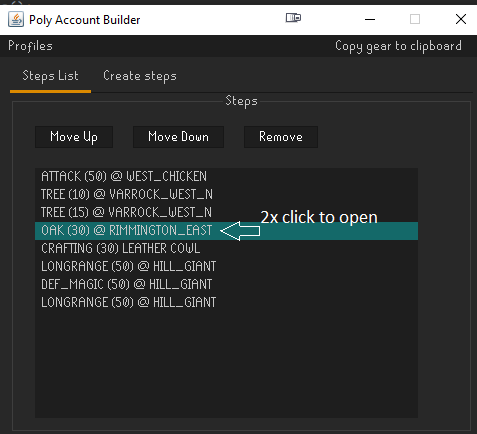 Poly Account Builder
Profiles
Copy gear to clipboard
Steps List
Create steps
Steps
Move Up
Move Down
Remove
ATTACK (50) @ WEST_CHICKEN
TREE (10) @ VARROCK_WEST_N
TREE (15) @ VARROCK_WEST_N
2x click to open
OAK (30) @ RIMMINGTON_EAST
CRAFTING (30) LEATHER COWL
LONGRANGE (50) @ HILL_GIANT
DEF_MAGIC (50) @ HILL_GIANT
LONGRANGE (50) @ HILL_GIANT